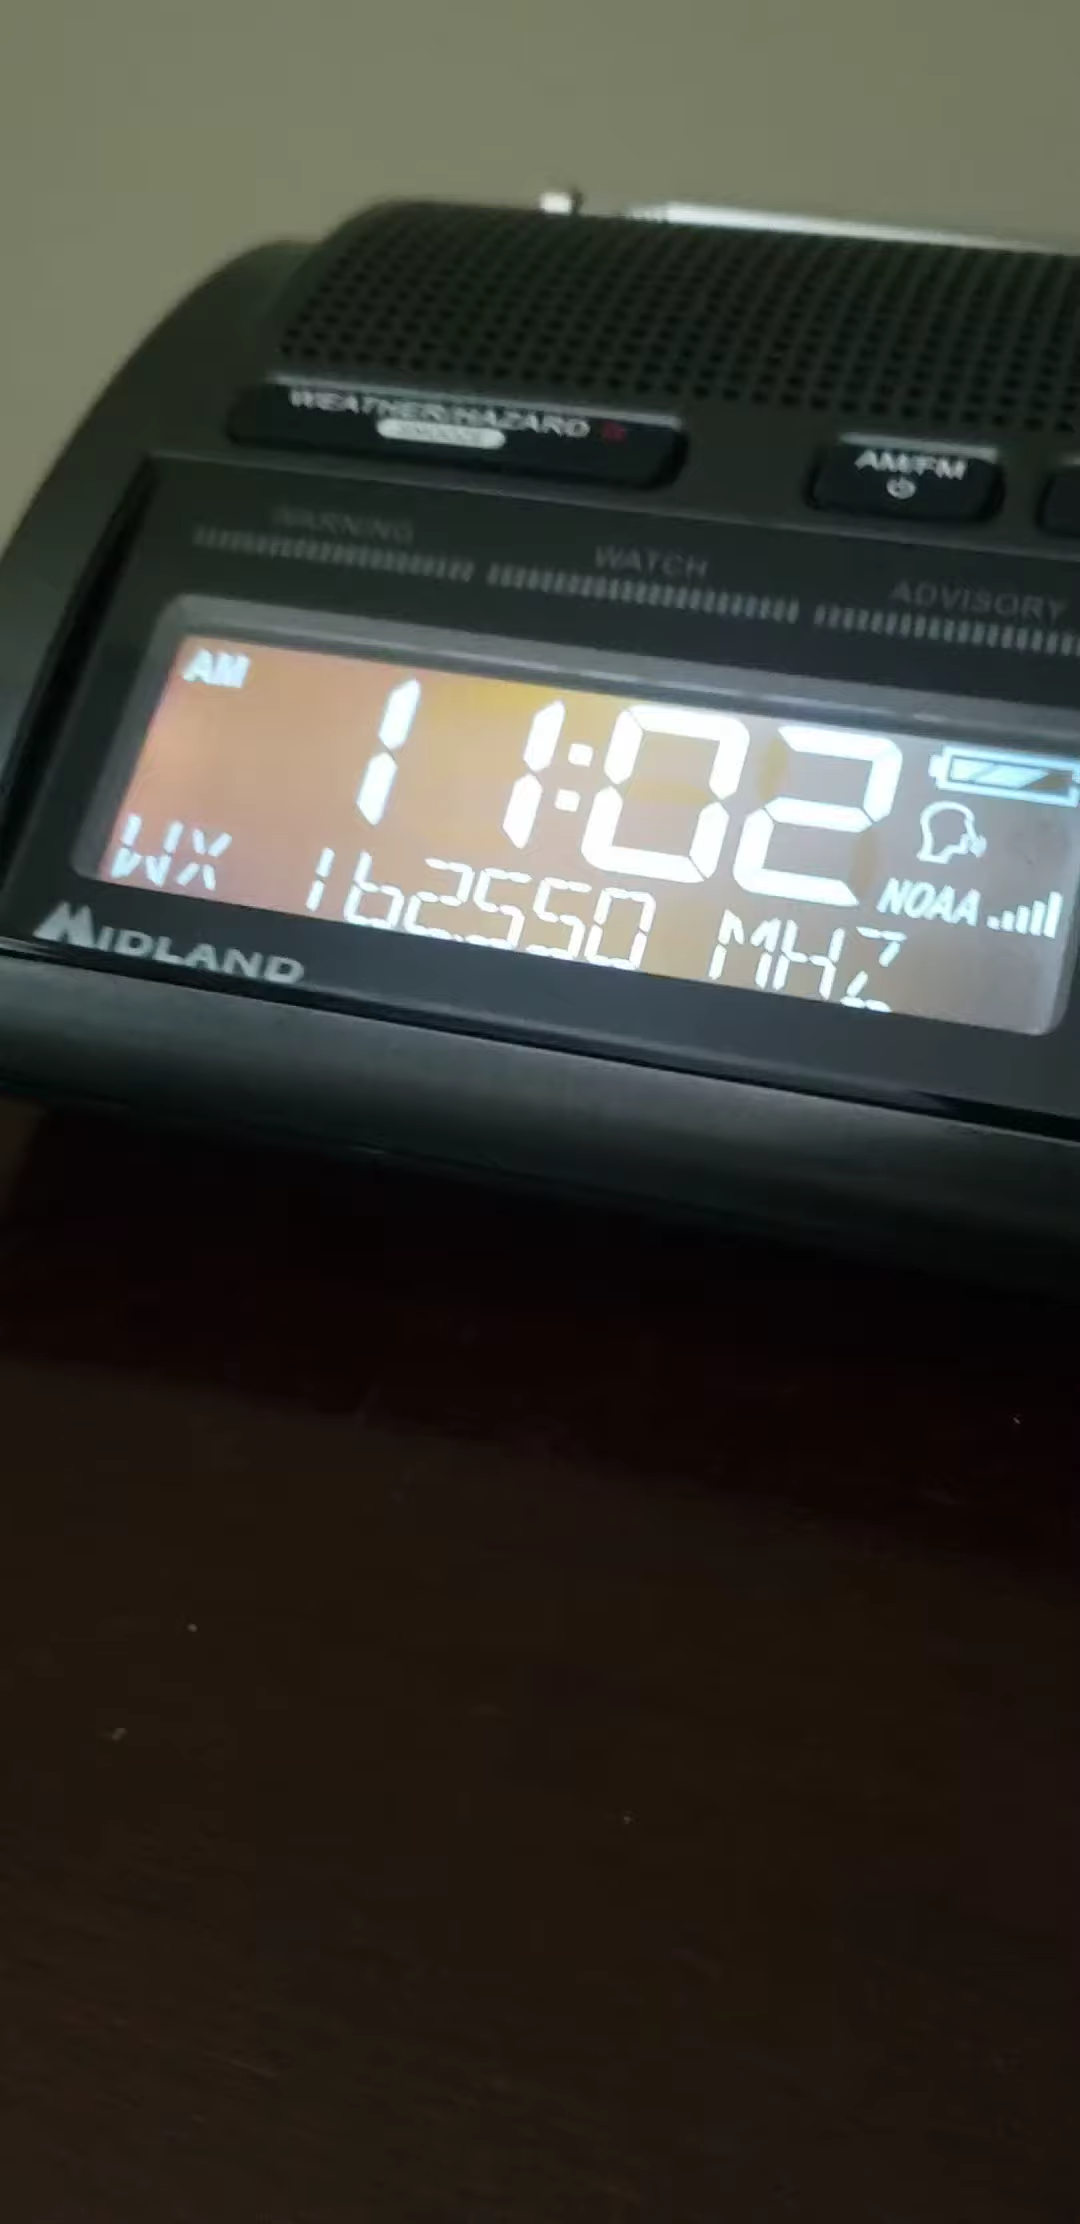 WEATHER/HAZARD
AM/FM
WARNING
WATCH
ADVISORY
AM
11:02
NOAA
WX 162550 MHZ
MIDLAND